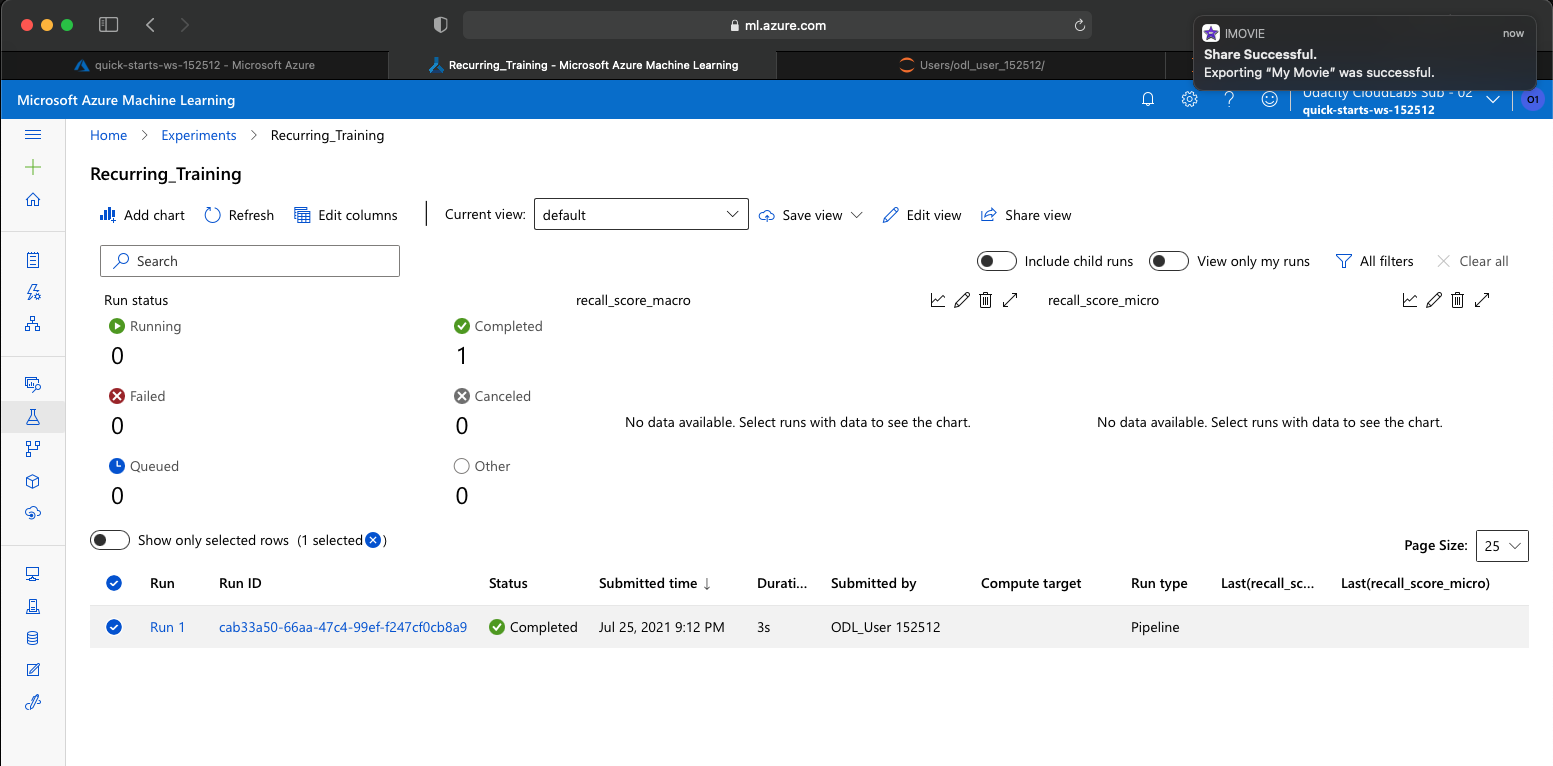 ml.azure.com
IMOVIE
now
Share Successful.
Exporting “My Movie” was successful.
quick-starts-ws-152512 - Microsoft Azure
Recurring_Training - Microsoft Azure Machine Learning
Users/odl_user_152512/
Microsoft Azure Machine Learning
Udacity CloudLabs Sub - 02
quick-starts-ws-152512
O1
Home > Experiments > Recurring_Training
Recurring_Training
Add chart Refresh Edit columns Current view: default Save view Edit view Share view
Search
Include child runs View only my runs All filters Clear all
Run status
Running
0
Completed
1
Failed
0
Canceled
0
Queued
0
Other
0
recall_score_macro
No data available. Select runs with data to see the chart.
recall_score_micro
No data available. Select runs with data to see the chart.
Show only selected rows (1 selected )
Page Size: 25
Run Run ID Status Submitted time ↓ Durati... Submitted by Compute target Run type Last(recall_sc... Last(recall_score_micro)
Run 1 cab33a50-66aa-47c4-99ef-f247cf0cb8a9 Completed Jul 25, 2021 9:12 PM 3s ODL_User 152512 Pipeline